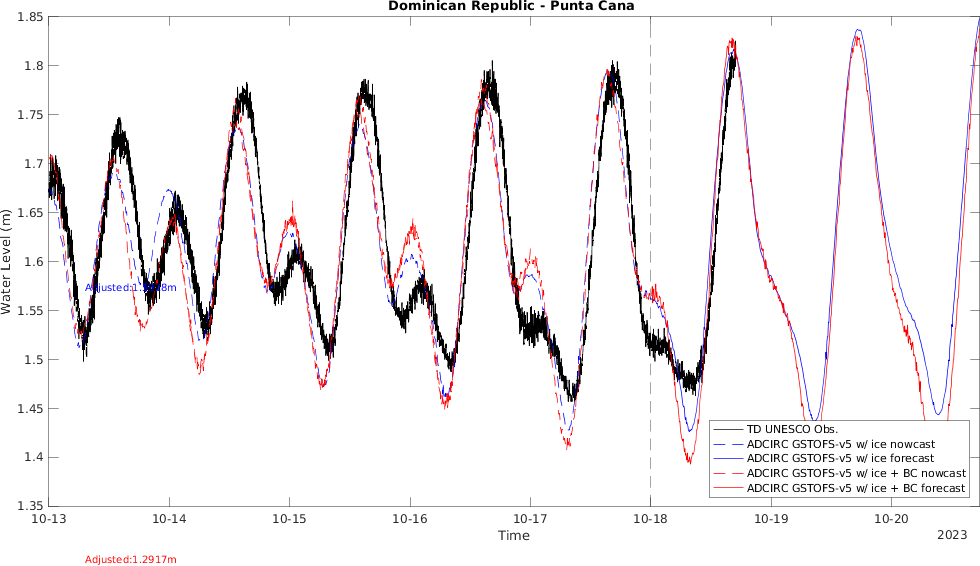 Dominican Republic - Punta Cana
Water Level (m)
1.85
1.8
1.75
1.7
1.65
1.6
1.55
1.5
1.45
1.4
1.35
TD UNESCO Obs.
ADCIRC GSTOFS-v5 w/ ice nowcast
ADCIRC GSTOFS-v5 w/ ice forecast
ADCIRC GSTOFS-v5 w/ ice + BC nowcast
ADCIRC GSTOFS-v5 w/ ice + BC forecast
10-13 10-14 10-15 10-16 10-17 10-18 10-19 10-20
Time
2023
Adjusted:1.2917m